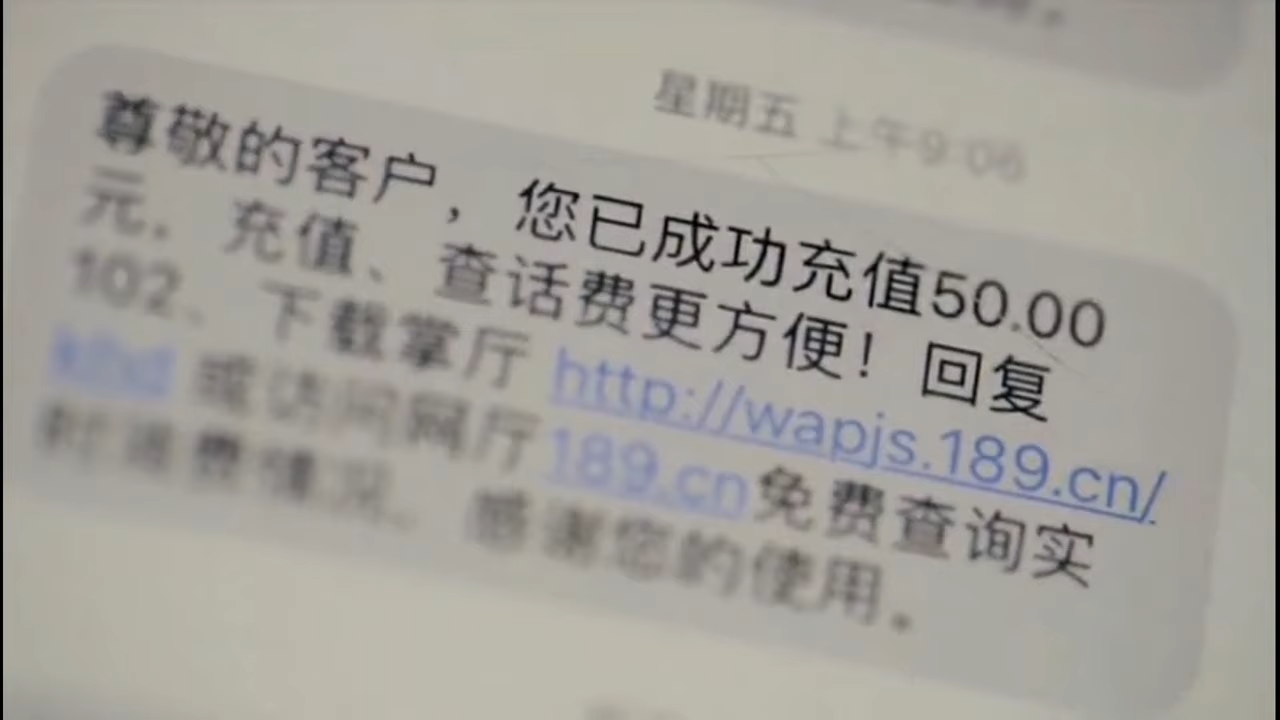 星期五 上午9:06
尊敬的客户，您已成功充值50.00
元。充值、查话费更方便！回复
102、下载掌厅 http://wapjs.189.cn/
或访问网厅189.cn免费查询实
时消费情况。感谢您的使用。